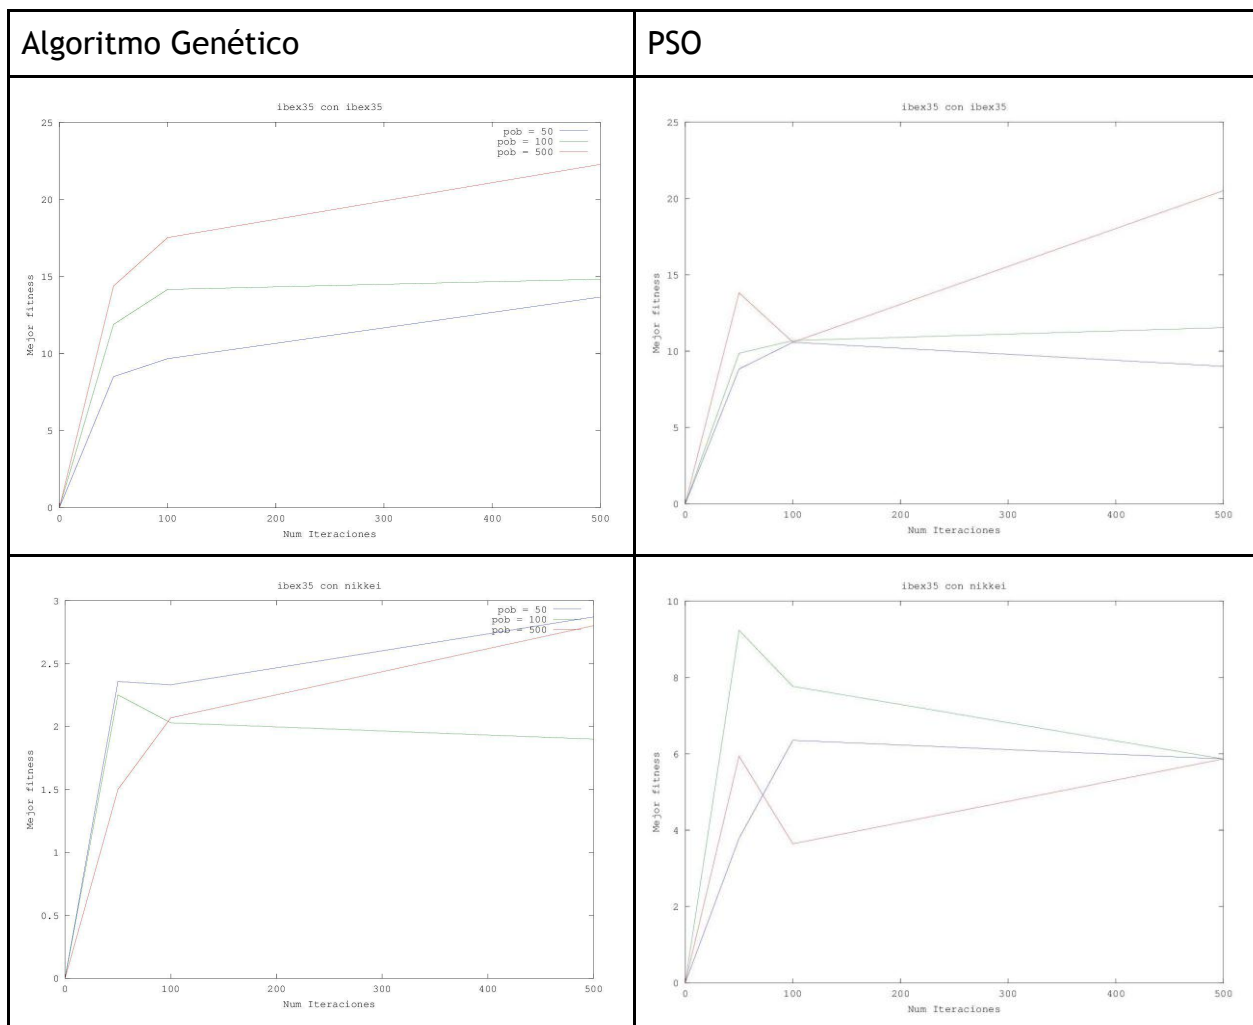 Algoritmo Genético
PSO
ibex35 con ibex35
25
20
15
10
5
0
Mejor fitness
pob = 50
pob = 100
pob = 500
0 100 200 300 400 500
Num Iteraciones
ibex35 con ibex35
25
20
15
10
5
0
Mejor fitness
0 100 200 300 400 500
Num Iteraciones
ibex35 con nikkei
3
2.5
2
1.5
1
0.5
0
Mejor fitness
pob = 50
pob = 100
pob = 500
0 100 200 300 400 500
Num Iteraciones
ibex35 con nikkei
10
8
6
4
2
0
Mejor fitness
0 100 200 300 400 500
Num Iteraciones